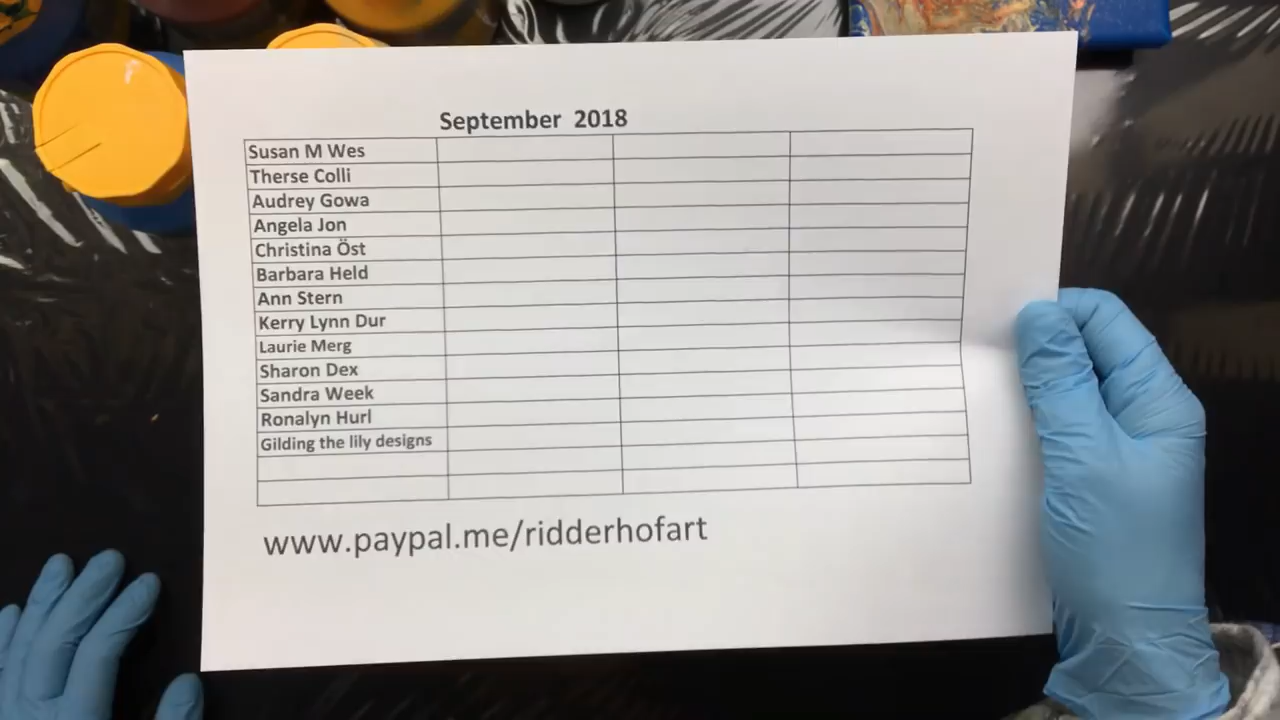 September 2018
Susan M Wes
Therse Colli
Audrey Gowa
Angela Jon
Christina Öst
Barbara Held
Ann Stern
Kerry Lynn Dur
Laurie Merg
Sharon Dex
Sandra Week
Ronalyn Hurl
Gilding the lily designs
www.paypal.me/ridderhofart